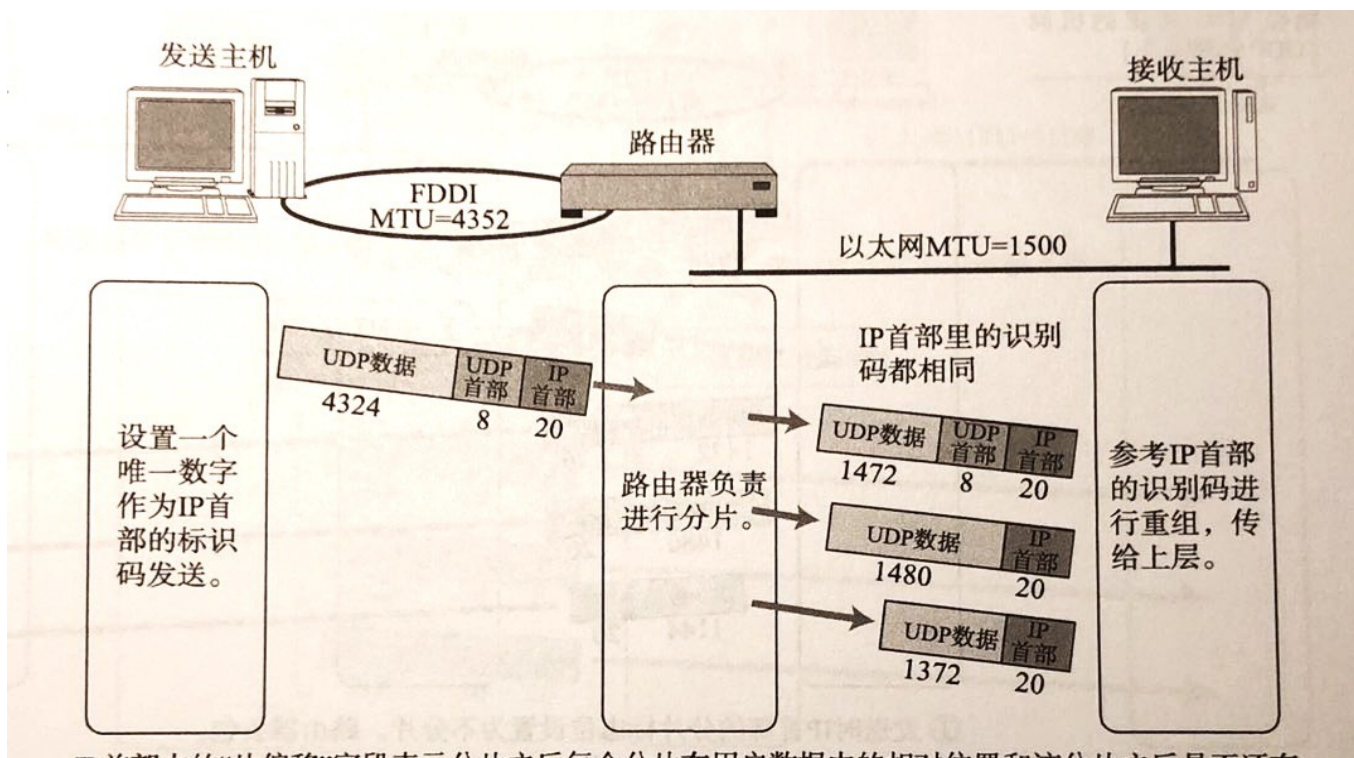 发送主机
接收主机
路由器
FDDI
MTU=4352
以太网MTU=1500
设置一个
唯一数字
作为IP首
部的标识
码发送。
UDP数据
UDP
首部
IP
首部
4324
8
20
路由器负责
进行分片。
IP首部里的识别
码都相同
UDP数据
UDP
首部
IP
首部
1472
8
20
UDP数据
IP
首部
1480
20
UDP数据
IP
首部
1372
20
参考IP首部
的识别码进
行重组，传
给上层。